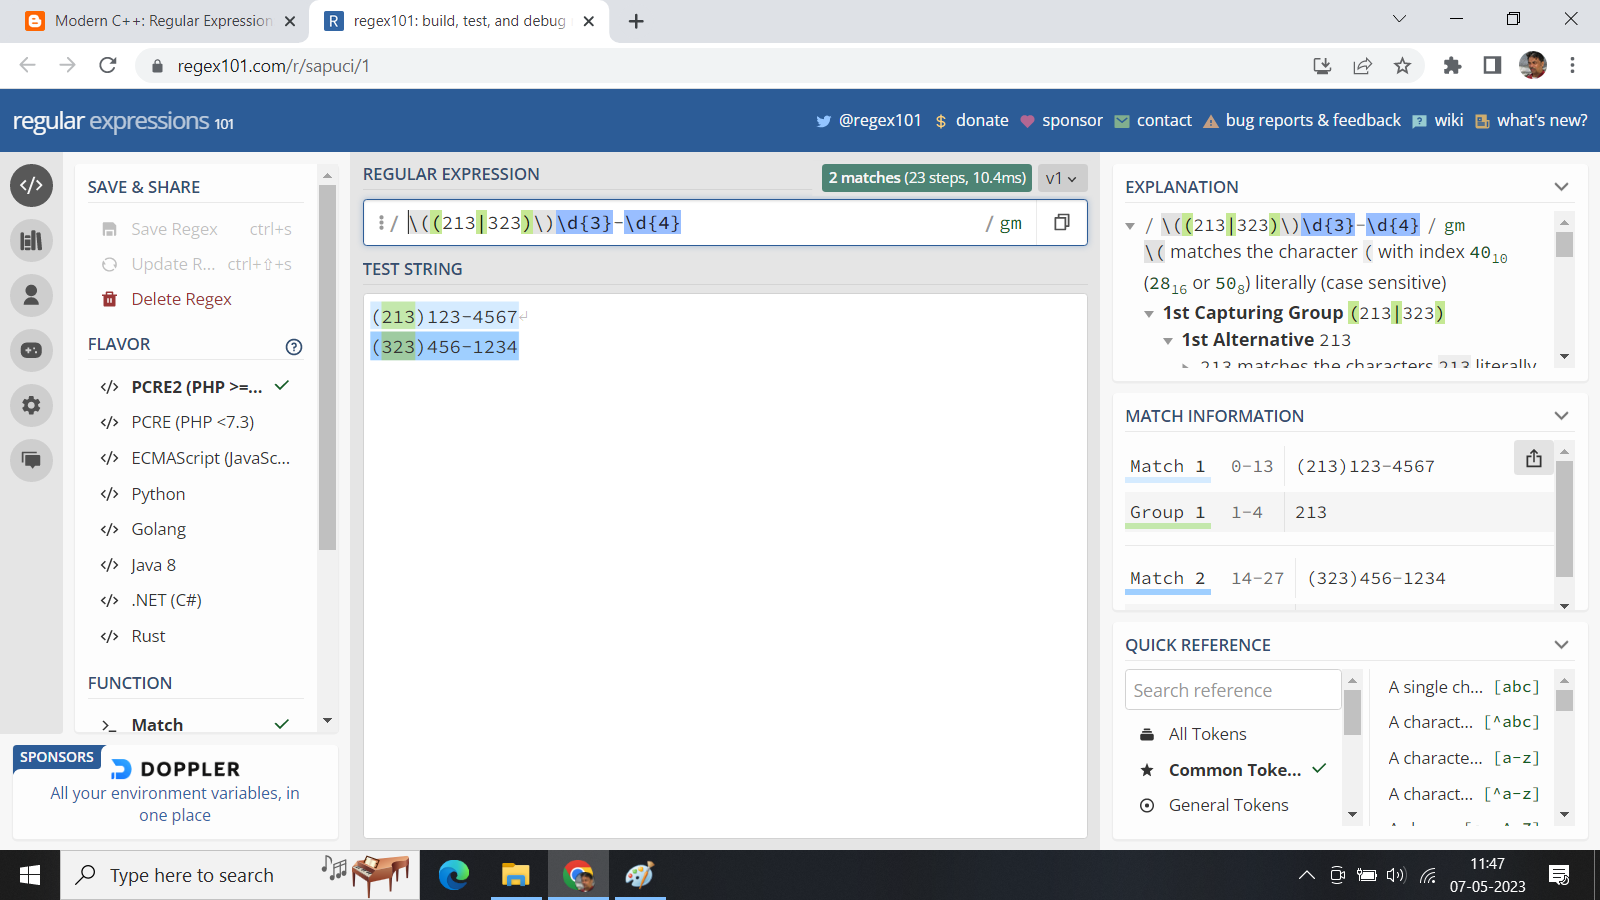 Modern C++: Regular Expression
regex101: build, test, and debug
regex101.com/r/sapuci/1
regular expressions 101
@regex101
$ donate
sponsor
contact
bug reports & feedback
wiki
what's new?
SAVE & SHARE
Save Regex ctrl+s
Update R... ctrl+⇧+s
Delete Regex
FLAVOR
</> PCRE2 (PHP >=...
</> PCRE (PHP <7.3)
</> ECMAScript (JavaSc...
</> Python
</> Golang
</> Java 8
</> .NET (C#)
</> Rust
FUNCTION
Match
SPONSORS
DOPPLER
All your environment variables, in
one place
REGULAR EXPRESSION
2 matches (23 steps, 10.4ms)
v1
/ \((213|323)\)\d{3}-\d{4} / gm
TEST STRING
(213)123-4567
(323)456-1234
EXPLANATION
/ \((213|323)\)\d{3}-\d{4} / gm
\( matches the character ( with index 40₁₀
(28₁₆ or 50₈) literally (case sensitive)
1st Capturing Group (213|323)
1st Alternative 213
213 matches the characters 213 literally
MATCH INFORMATION
Match 1 0-13 (213)123-4567
Group 1 1-4 213
Match 2 14-27 (323)456-1234
QUICK REFERENCE
Search reference
All Tokens
Common Toke...
General Tokens
A single ch... [abc]
A charact... [^abc]
A characte... [a-z]
A charact... [^a-z]
Type here to search
11:47
07-05-2023